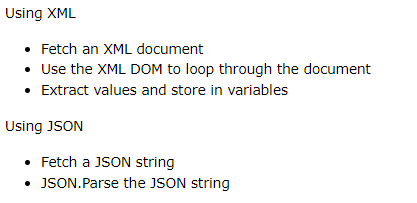 Using XML
Fetch an XML document
Use the XML DOM to loop through the document
Extract values and store in variables
Using JSON
Fetch a JSON string
JSON.Parse the JSON string